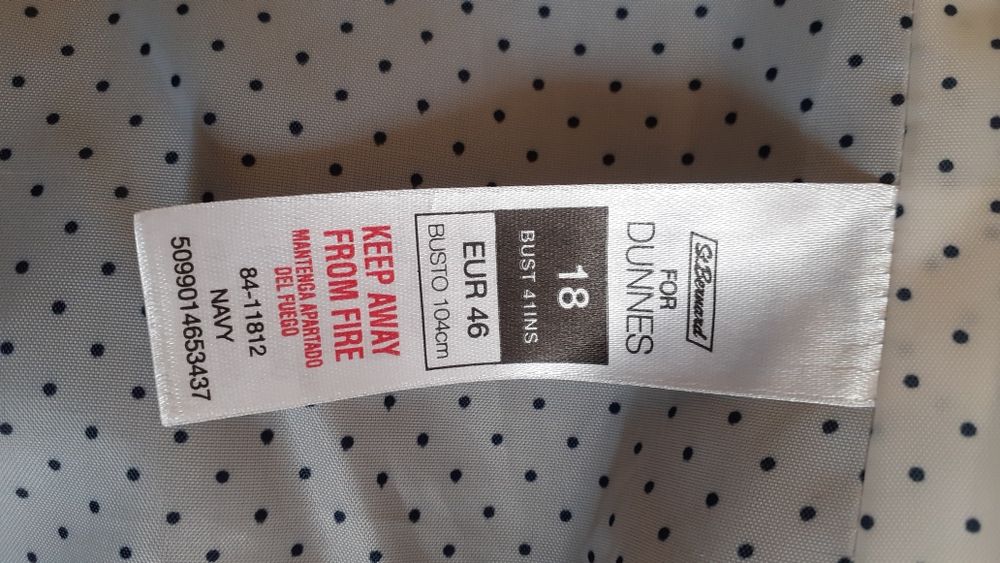 St.Bernard
FOR
DUNNES
18
BUST 41INS
EUR 46
BUSTO 104cm
KEEP AWAY
FROM FIRE
MANTENGA APARTADO
DEL FUEGO
84-11812
NAVY
5099014653437